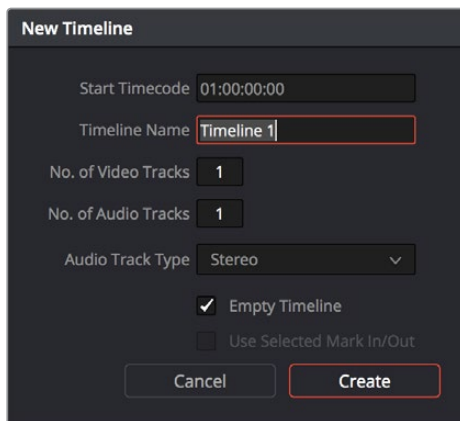 New Timeline
Start Timecode 01:00:00:00
Timeline Name Timeline 1
No. of Video Tracks 1
No. of Audio Tracks 1
Audio Track Type Stereo
Empty Timeline
Use Selected Mark In/Out
Cancel Create